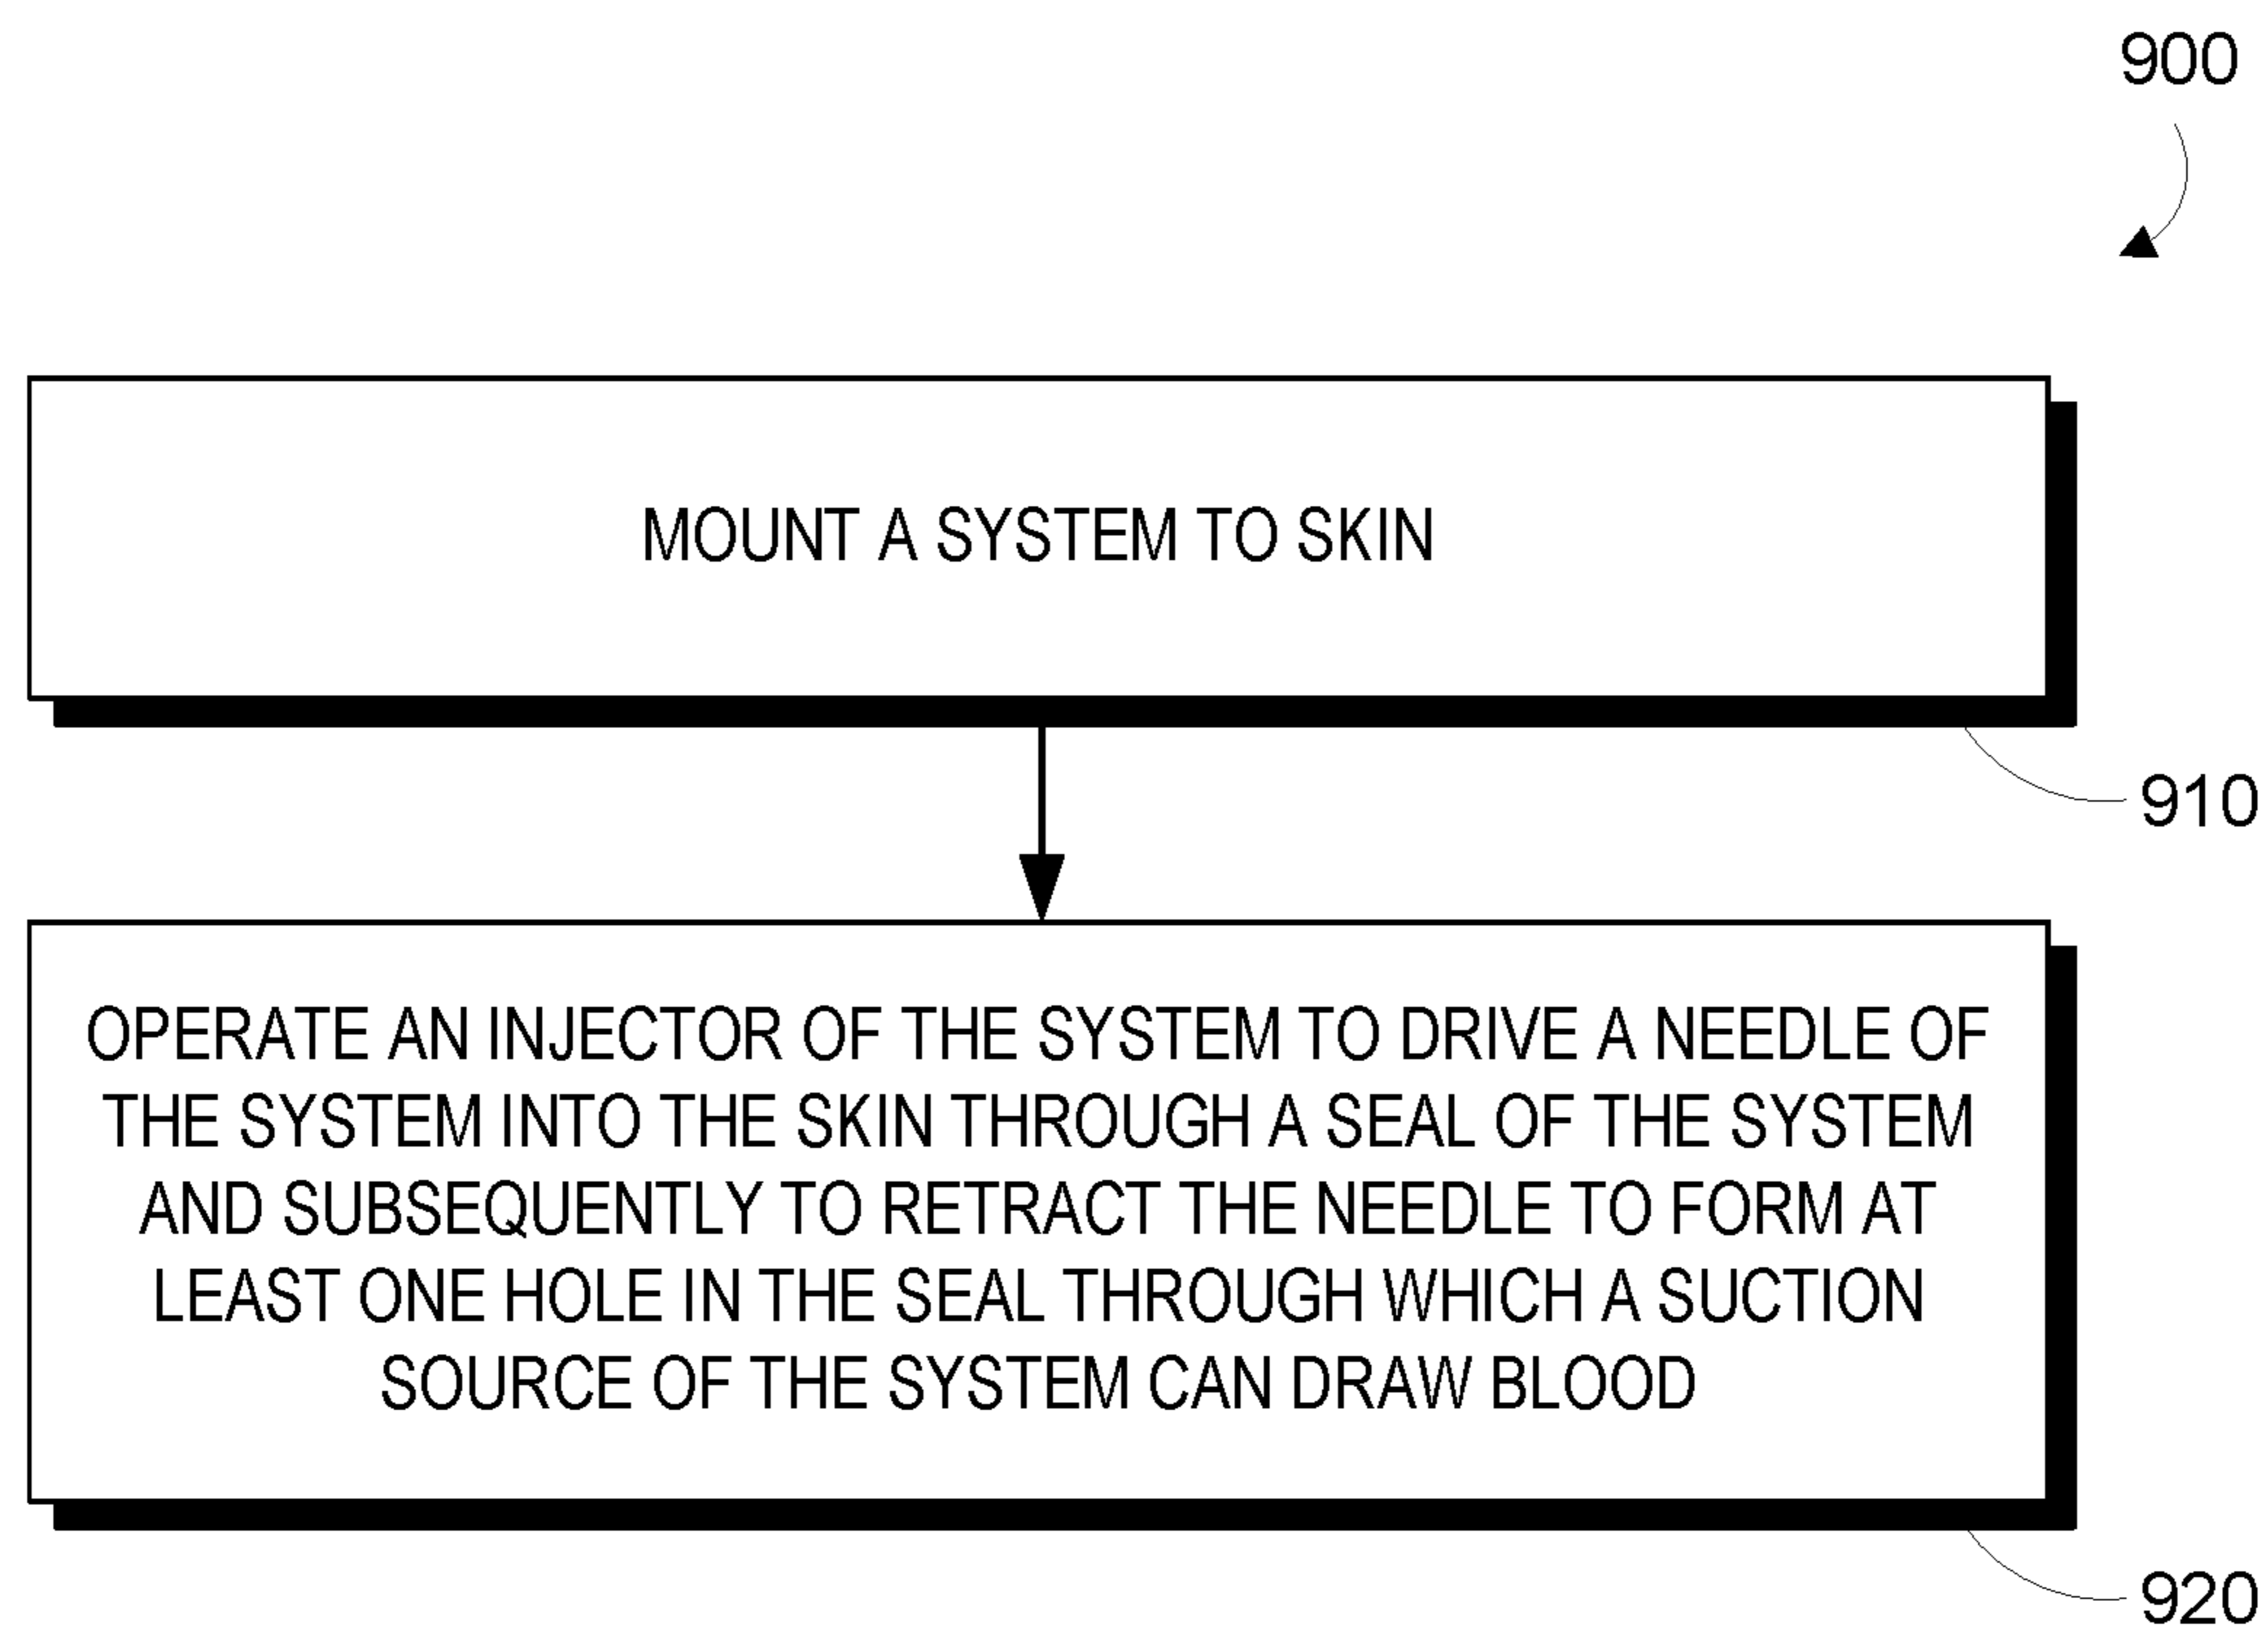 900
MOUNT A SYSTEM TO SKIN
910
OPERATE AN INJECTOR OF THE SYSTEM TO DRIVE A NEEDLE OF
THE SYSTEM INTO THE SKIN THROUGH A SEAL OF THE SYSTEM
AND SUBSEQUENTLY TO RETRACT THE NEEDLE TO FORM AT
LEAST ONE HOLE IN THE SEAL THROUGH WHICH A SUCTION
SOURCE OF THE SYSTEM CAN DRAW BLOOD
920